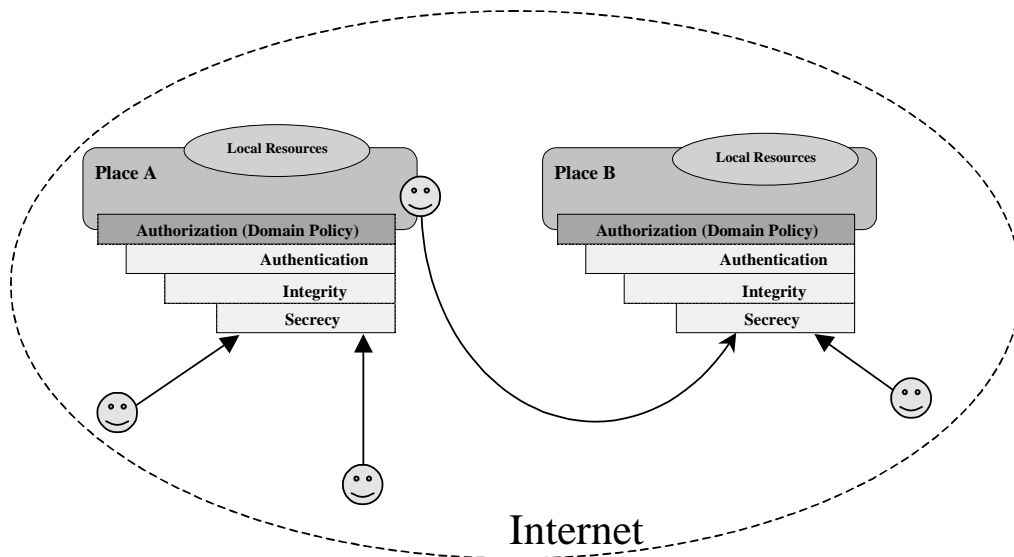 Local Resources
Place A
Authorization (Domain Policy)
Authentication
Integrity
Secrecy
Local Resources
Place B
Authorization (Domain Policy)
Authentication
Integrity
Secrecy
Internet